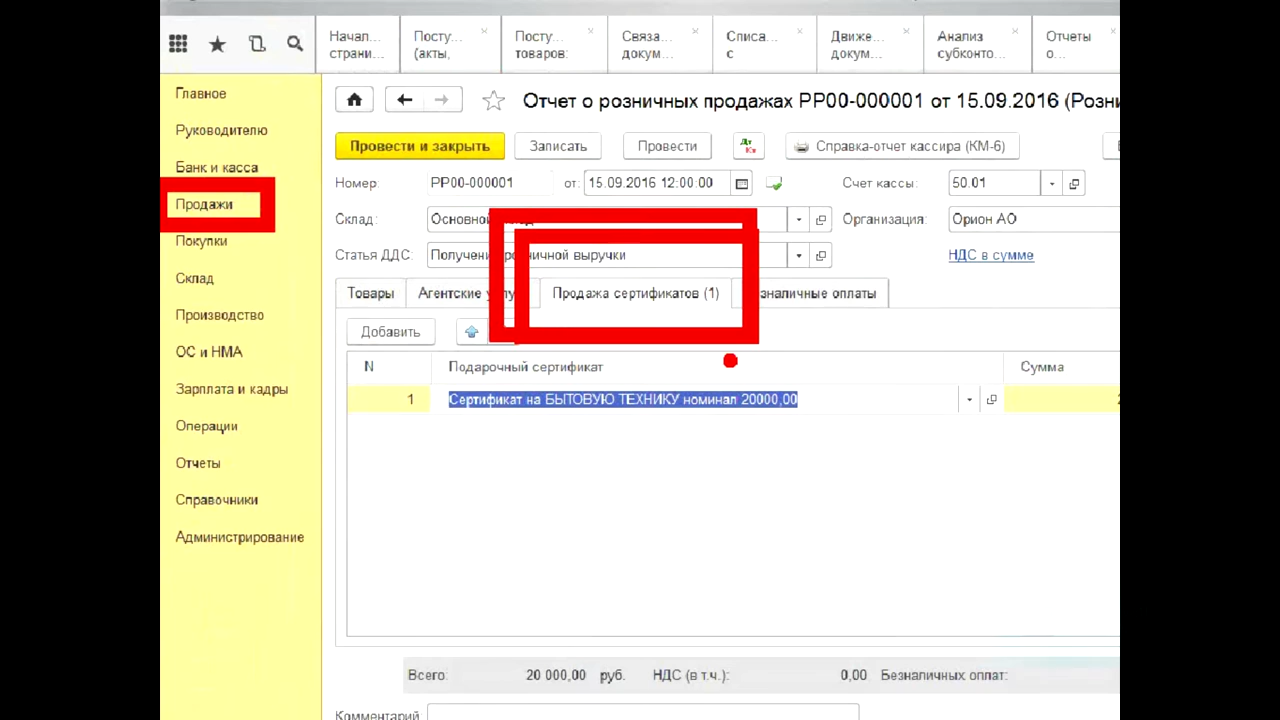 Начал... страни...
Посту... (акты,
Посту... товаров:
Связа... докум...
Списа... с
Движе... докум...
Анализ субконто...
Отчеты о...
Главное
Руководителю
Банк и касса
Продажи
Покупки
Склад
Производство
ОС и НМА
Зарплата и кадры
Операции
Отчеты
Справочники
Администрирование
Отчет о розничных продажах РР00-000001 от 15.09.2016 (Розни
Провести и закрыть Записать Провести Дт Кт Справка-отчет кассира (КМ-6)
Номер: РР00-000001 от: 15.09.2016 12:00:00 Счет кассы: 50.01
Склад: Организация: Орион АО
Статья ДДС: выручки НДС в сумме
Товары Агентские Продажа сертификатов (1) оплаты
Добавить
N Подарочный сертификат Сумма
1 Сертификат на БЫТОВУЮ ТЕХНИКУ номинал 20000,00 2
Всего: 20 000,00 руб. НДС (в т.ч.): 0,00 Безналичных оплат:
Комментарий: